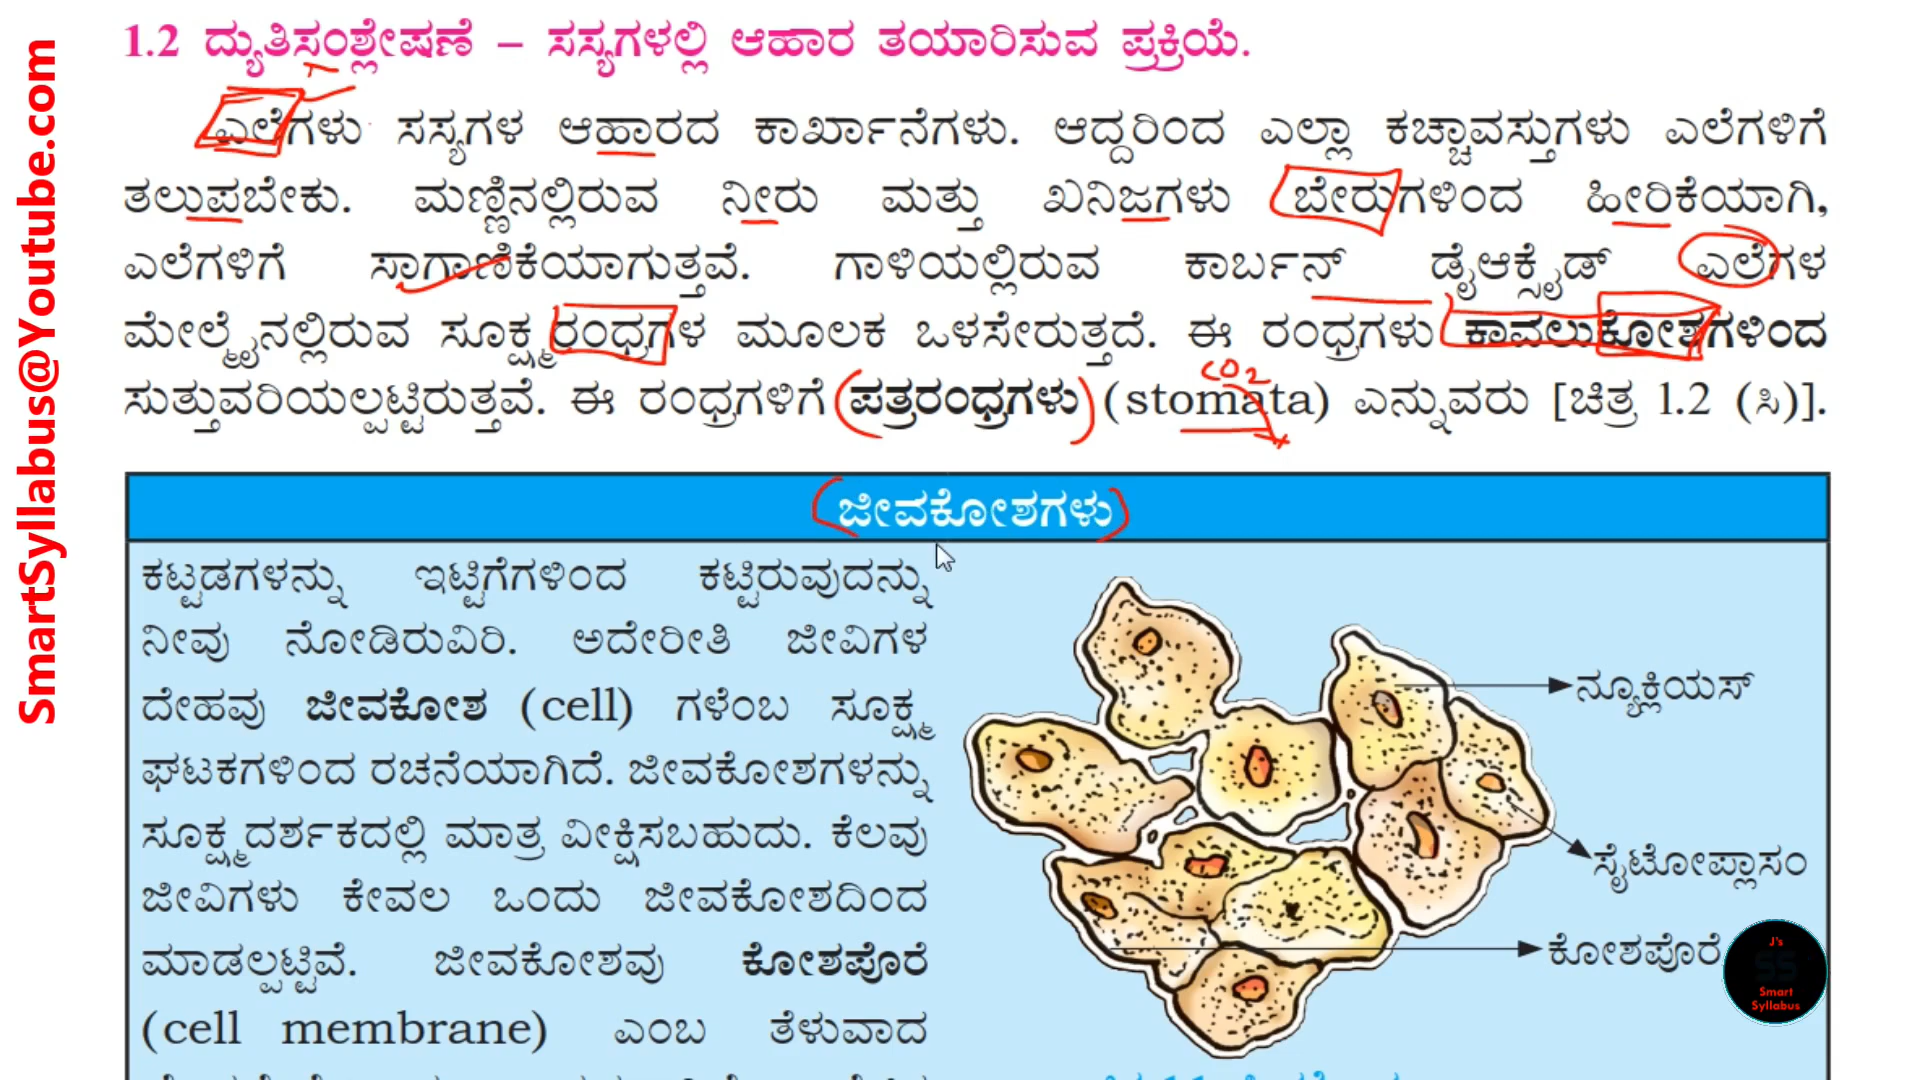 SmartSyllabus@Youtube.com
1.2 ದ್ಯುತಿಸಂಶ್ಲೇಷಣೆ – ಸಸ್ಯಗಳಲ್ಲಿ ಆಹಾರ ತಯಾರಿಸುವ ಪ್ರಕ್ರಿಯೆ.
ಎಲೆಗಳು ಸಸ್ಯಗಳ ಆಹಾರದ ಕಾರ್ಖಾನೆಗಳು. ಆದ್ದರಿಂದ ಎಲ್ಲಾ ಕಚ್ಚಾವಸ್ತುಗಳು ಎಲೆಗಳಿಗೆ
ತಲುಪಬೇಕು. ಮಣ್ಣಿನಲ್ಲಿರುವ ನೀರು ಮತ್ತು ಖನಿಜಗಳು ಬೇರುಗಳಿಂದ ಹೀರಿಕೆಯಾಗಿ,
ಎಲೆಗಳಿಗೆ ಸಾಗಾಣಿಕೆಯಾಗುತ್ತವೆ. ಗಾಳಿಯಲ್ಲಿರುವ ಕಾರ್ಬನ್ ಡೈಆಕ್ಸೈಡ್ ಎಲೆಗಳ
ಮೇಲ್ಮೈನಲ್ಲಿರುವ ಸೂಕ್ಷ್ಮ ರಂಧ್ರಗಳ ಮೂಲಕ ಒಳಸೇರುತ್ತದೆ. ಈ ರಂಧ್ರಗಳು ಕಾವಲುಕೋಶಗಳಿಂದ
CO2
ಸುತ್ತುವರಿಯಲ್ಪಟ್ಟಿರುತ್ತವೆ. ಈ ರಂಧ್ರಗಳಿಗೆ ಪತ್ರರಂಧ್ರಗಳು (stomata) ಎನ್ನುವರು [ಚಿತ್ರ 1.2 (ಸಿ)].
ಜೀವಕೋಶಗಳು
ಕಟ್ಟಡಗಳನ್ನು ಇಟ್ಟಿಗೆಗಳಿಂದ ಕಟ್ಟಿರುವುದನ್ನು
ನೀವು ನೋಡಿರುವಿರಿ. ಅದೇರೀತಿ ಜೀವಿಗಳ
ದೇಹವು ಜೀವಕೋಶ (cell) ಗಳೆಂಬ ಸೂಕ್ಷ್ಮ
ಘಟಕಗಳಿಂದ ರಚನೆಯಾಗಿದೆ. ಜೀವಕೋಶಗಳನ್ನು
ಸೂಕ್ಷ್ಮದರ್ಶಕದಲ್ಲಿ ಮಾತ್ರ ವೀಕ್ಷಿಸಬಹುದು. ಕೆಲವು
ಜೀವಿಗಳು ಕೇವಲ ಒಂದು ಜೀವಕೋಶದಿಂದ
ಮಾಡಲ್ಪಟ್ಟಿವೆ. ಜೀವಕೋಶವು ಕೋಶಪೊರೆ
(cell membrane) ಎಂಬ ತೆಳುವಾದ
ನ್ಯೂಕ್ಲಿಯಸ್
ಸೈಟೋಪ್ಲಾಸಂ
ಕೋಶಪೊರೆ
J's
SS
Smart
Syllabus